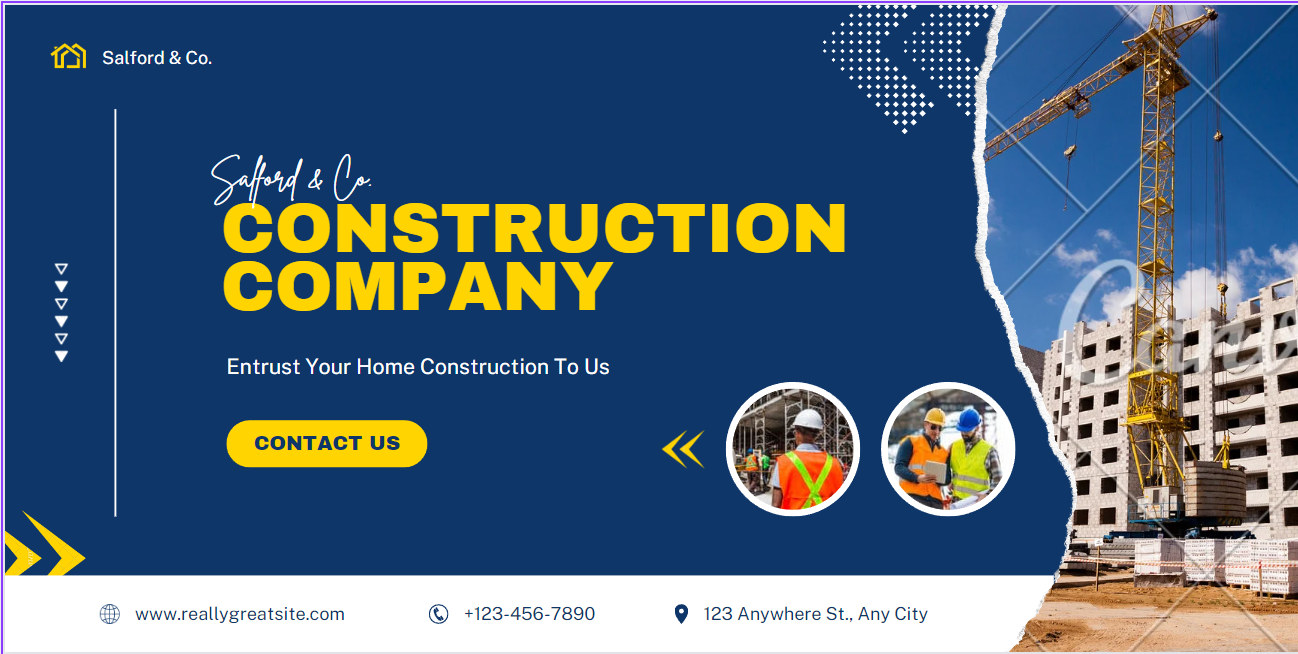 Salford & Co.
Salford & Co.
CONSTRUCTION
COMPANY
Entrust Your Home Construction To Us
CONTACT US
www.reallygreatsite.com
+123-456-7890
123 Anywhere St., Any City
Canv